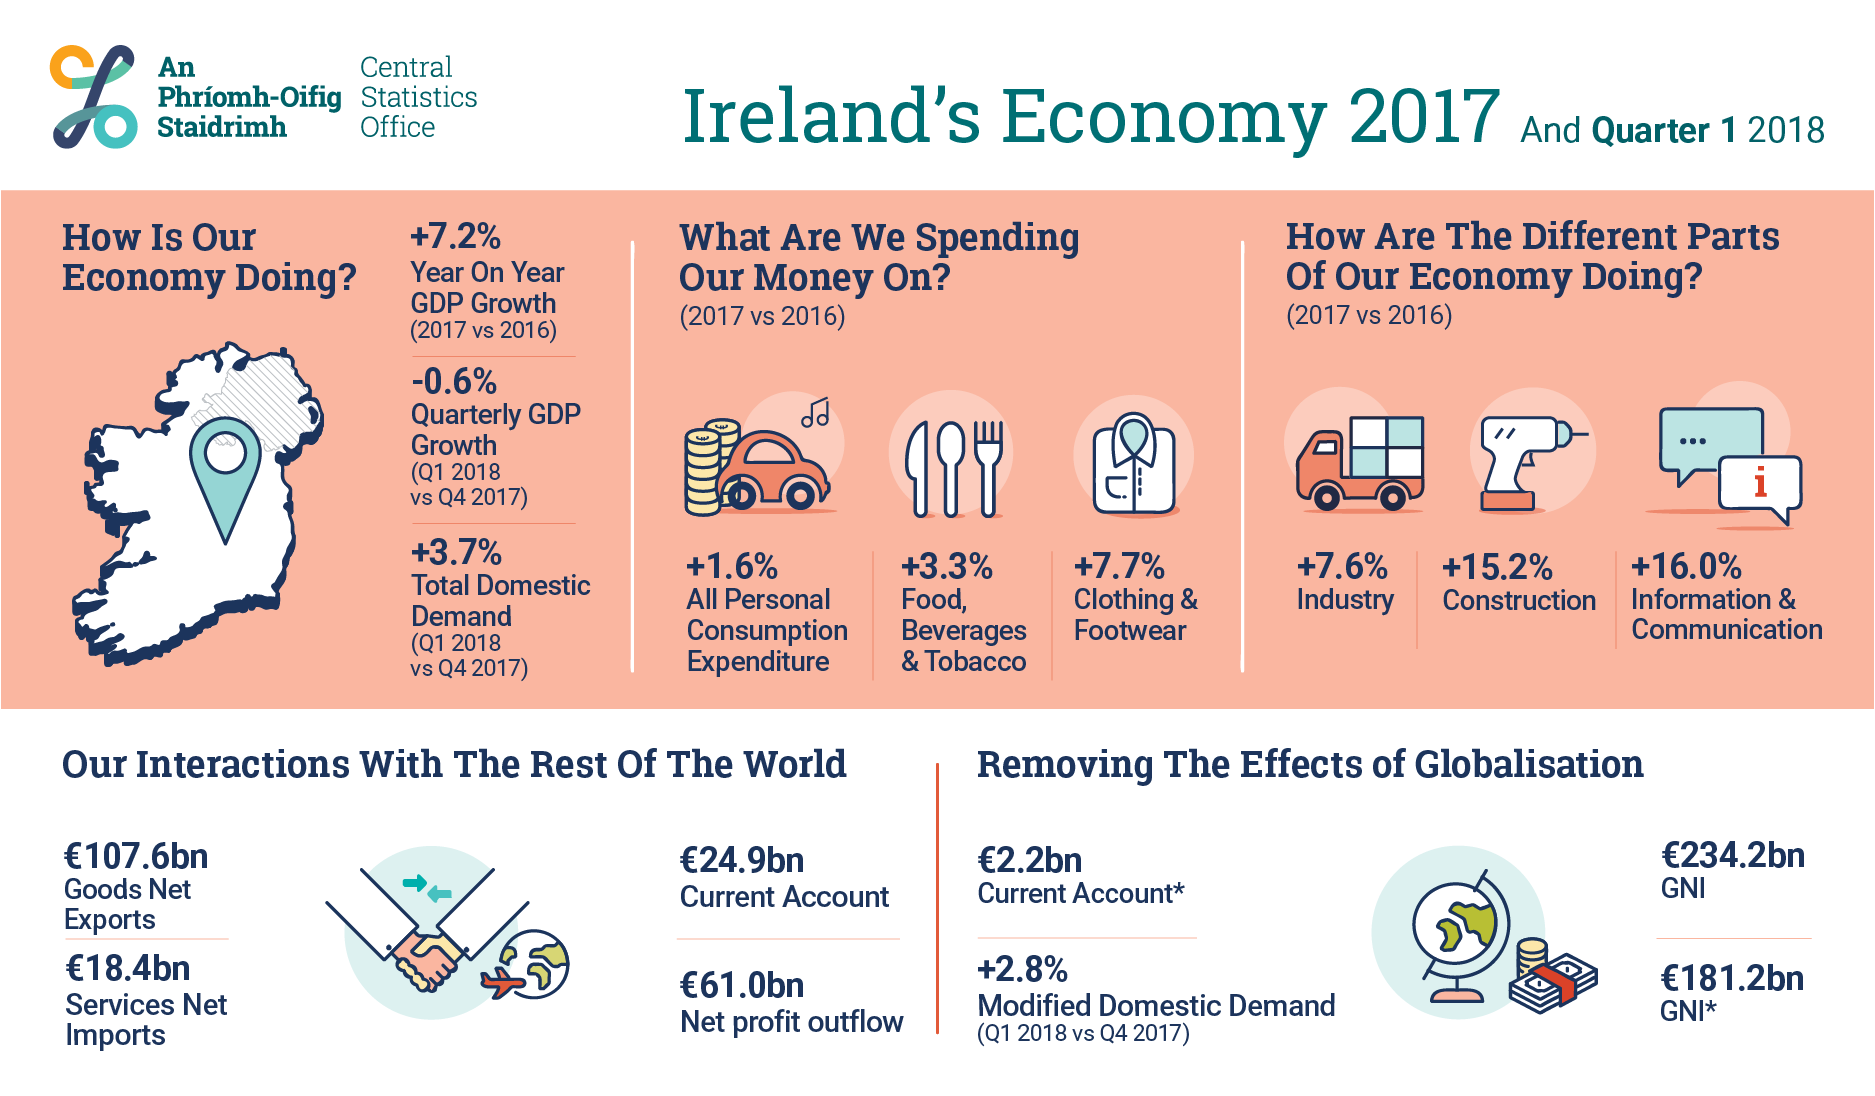 An
Phríomh-Oifig
Staidrimh
Central
Statistics
Office
Ireland's Economy 2017 And Quarter 1 2018
How Is Our
Economy Doing?
+7.2%
Year On Year
GDP Growth
(2017 vs 2016)
-0.6%
Quarterly GDP
Growth
(Q1 2018
vs Q4 2017)
+3.7%
Total Domestic
Demand
(Q1 2018
vs Q4 2017)
What Are We Spending
Our Money On?
(2017 vs 2016)
+1.6%
All Personal
Consumption
Expenditure
+3.3%
Food,
Beverages
& Tobacco
+7.7%
Clothing &
Footwear
How Are The Different Parts
Of Our Economy Doing?
(2017 vs 2016)
i
+7.6%
Industry
+15.2%
Construction
+16.0%
Information &
Communication
Our Interactions With The Rest Of The World
€107.6bn
Goods Net
Exports
€18.4bn
Services Net
Imports
€24.9bn
Current Account
€61.0bn
Net profit outflow
Removing The Effects of Globalisation
€2.2bn
Current Account*
+2.8%
Modified Domestic Demand
(Q1 2018 vs Q4 2017)
€234.2bn
GNI
€181.2bn
GNI*